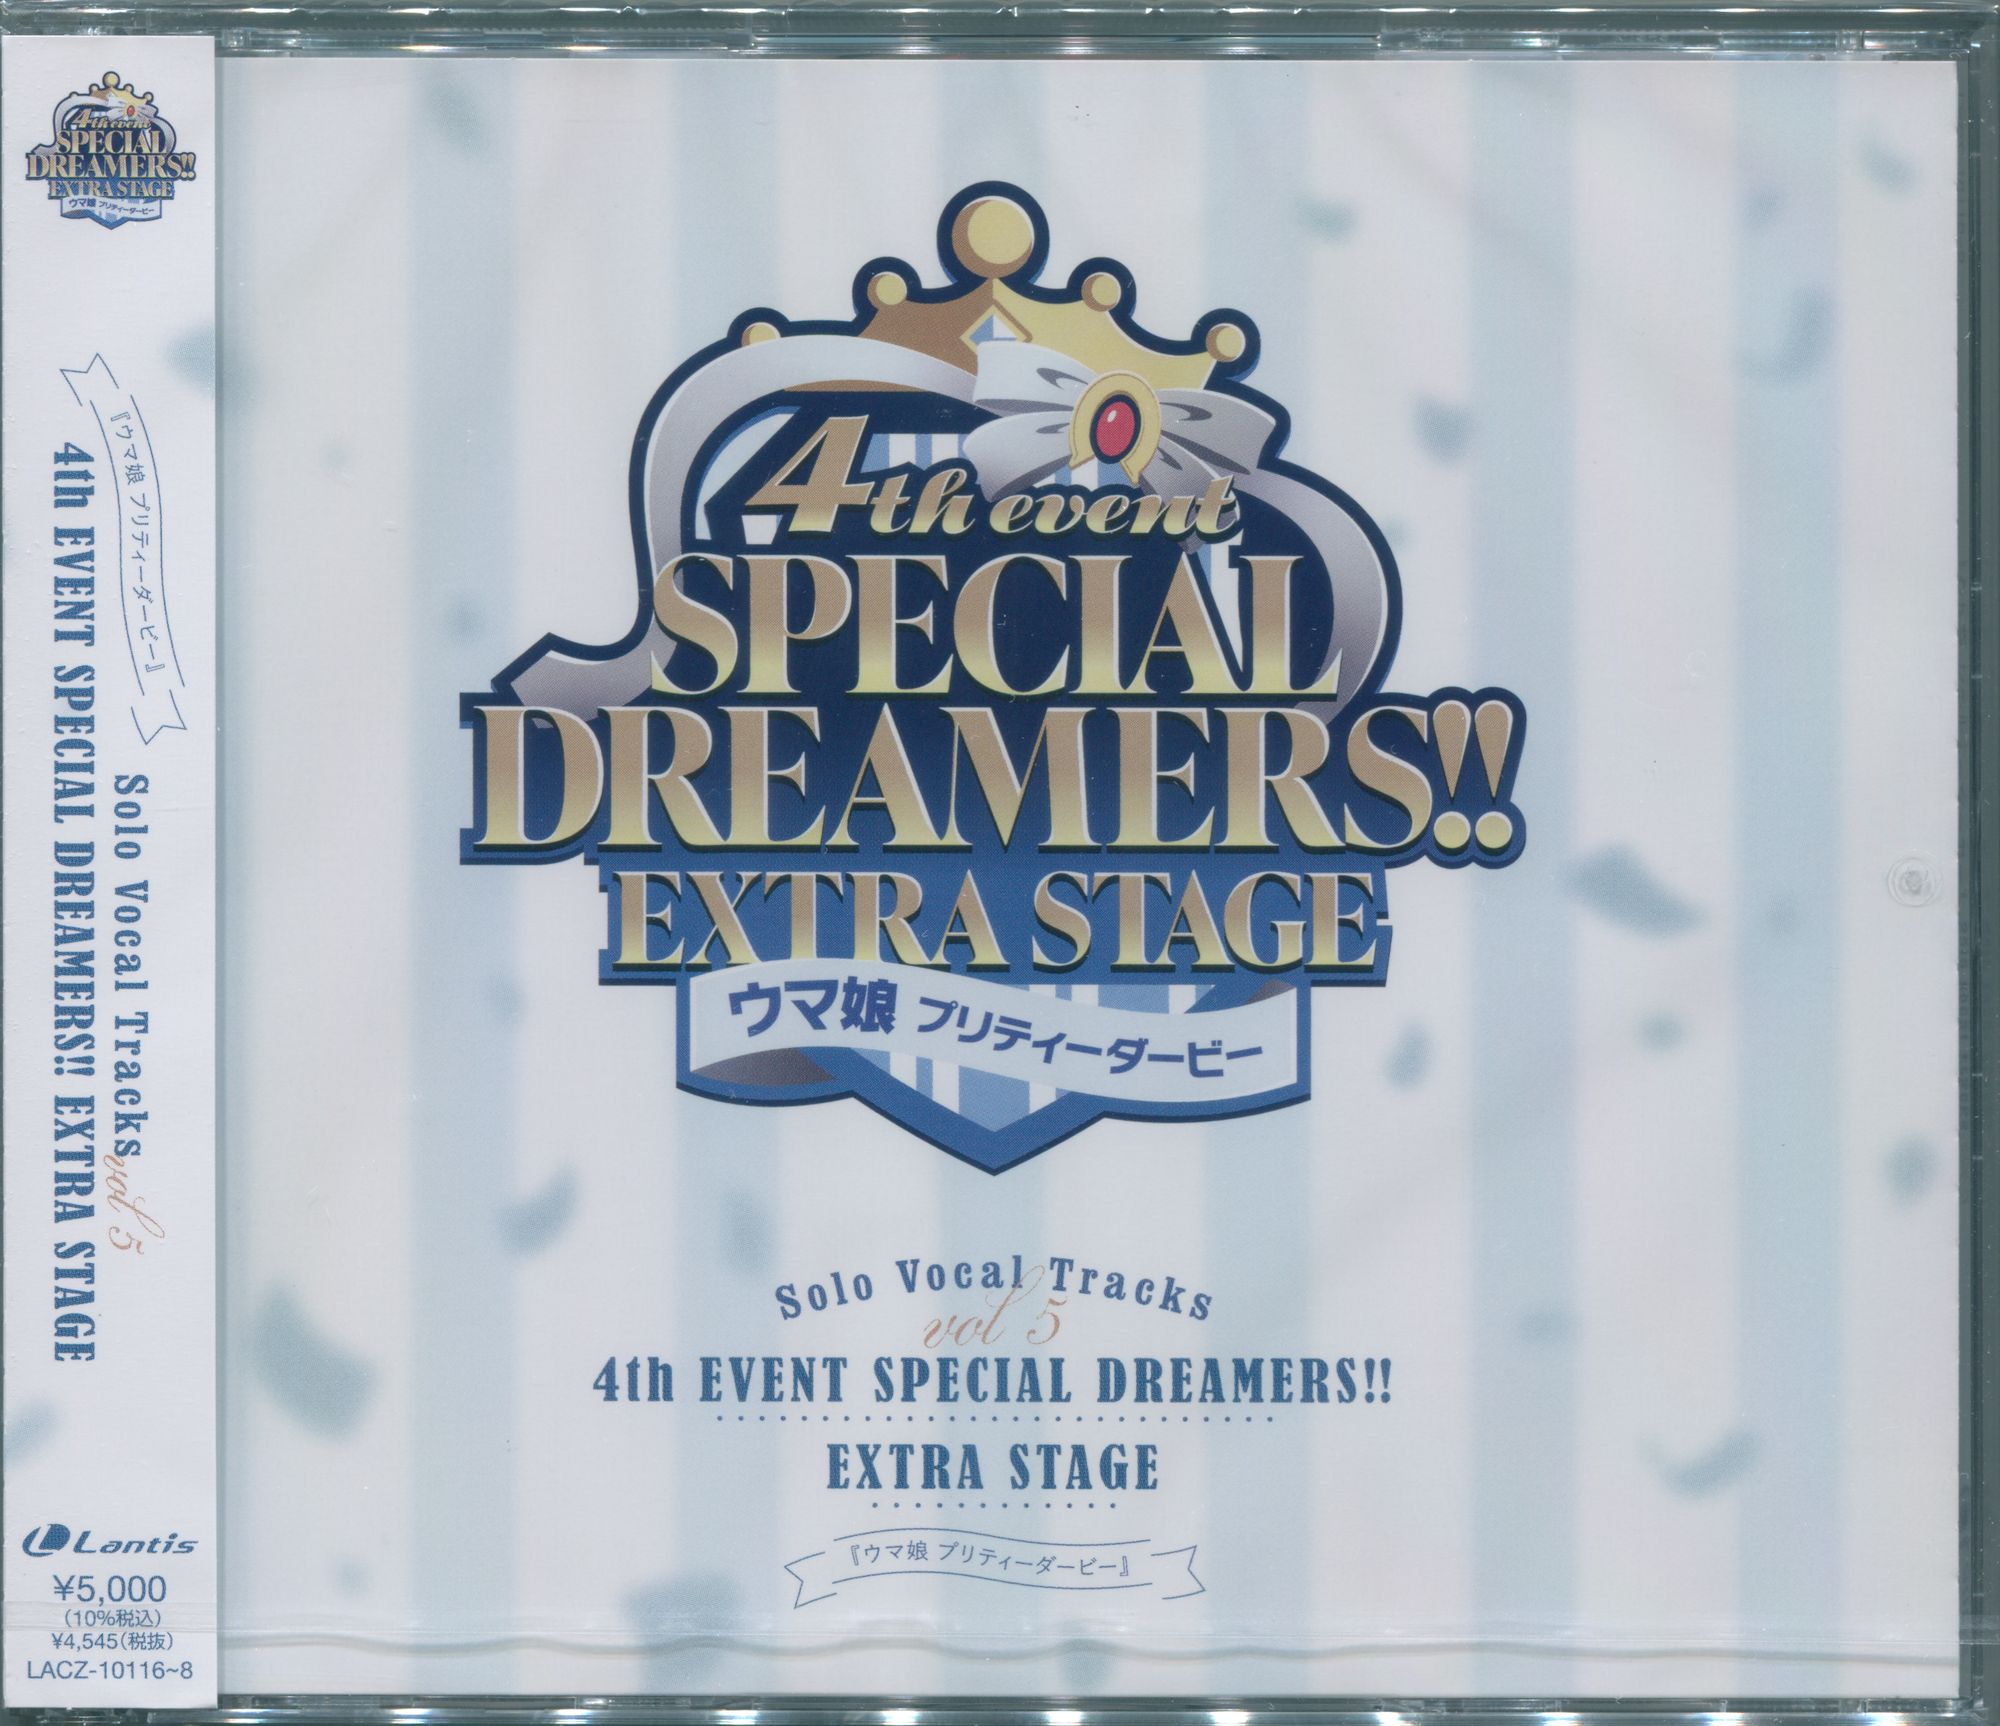 4th event
SPECIAL
DREAMERS!!
EXTRA STAGE
ウマ娘 プリティーダービー
『ウマ娘 プリティーダービー』
Solo Vocal Tracks vol 5
4th EVENT SPECIAL DREAMERS!! EXTRA STAGE
Lantis
¥5,000
(10%税込)
¥4,545(税抜)
LACZ-10116~8
4th event
SPECIAL
DREAMERS!!
EXTRA STAGE
ウマ娘 プリティーダービー
Solo Vocal Tracks
vol 5
4th EVENT SPECIAL DREAMERS!!
EXTRA STAGE
『ウマ娘 プリティーダービー』